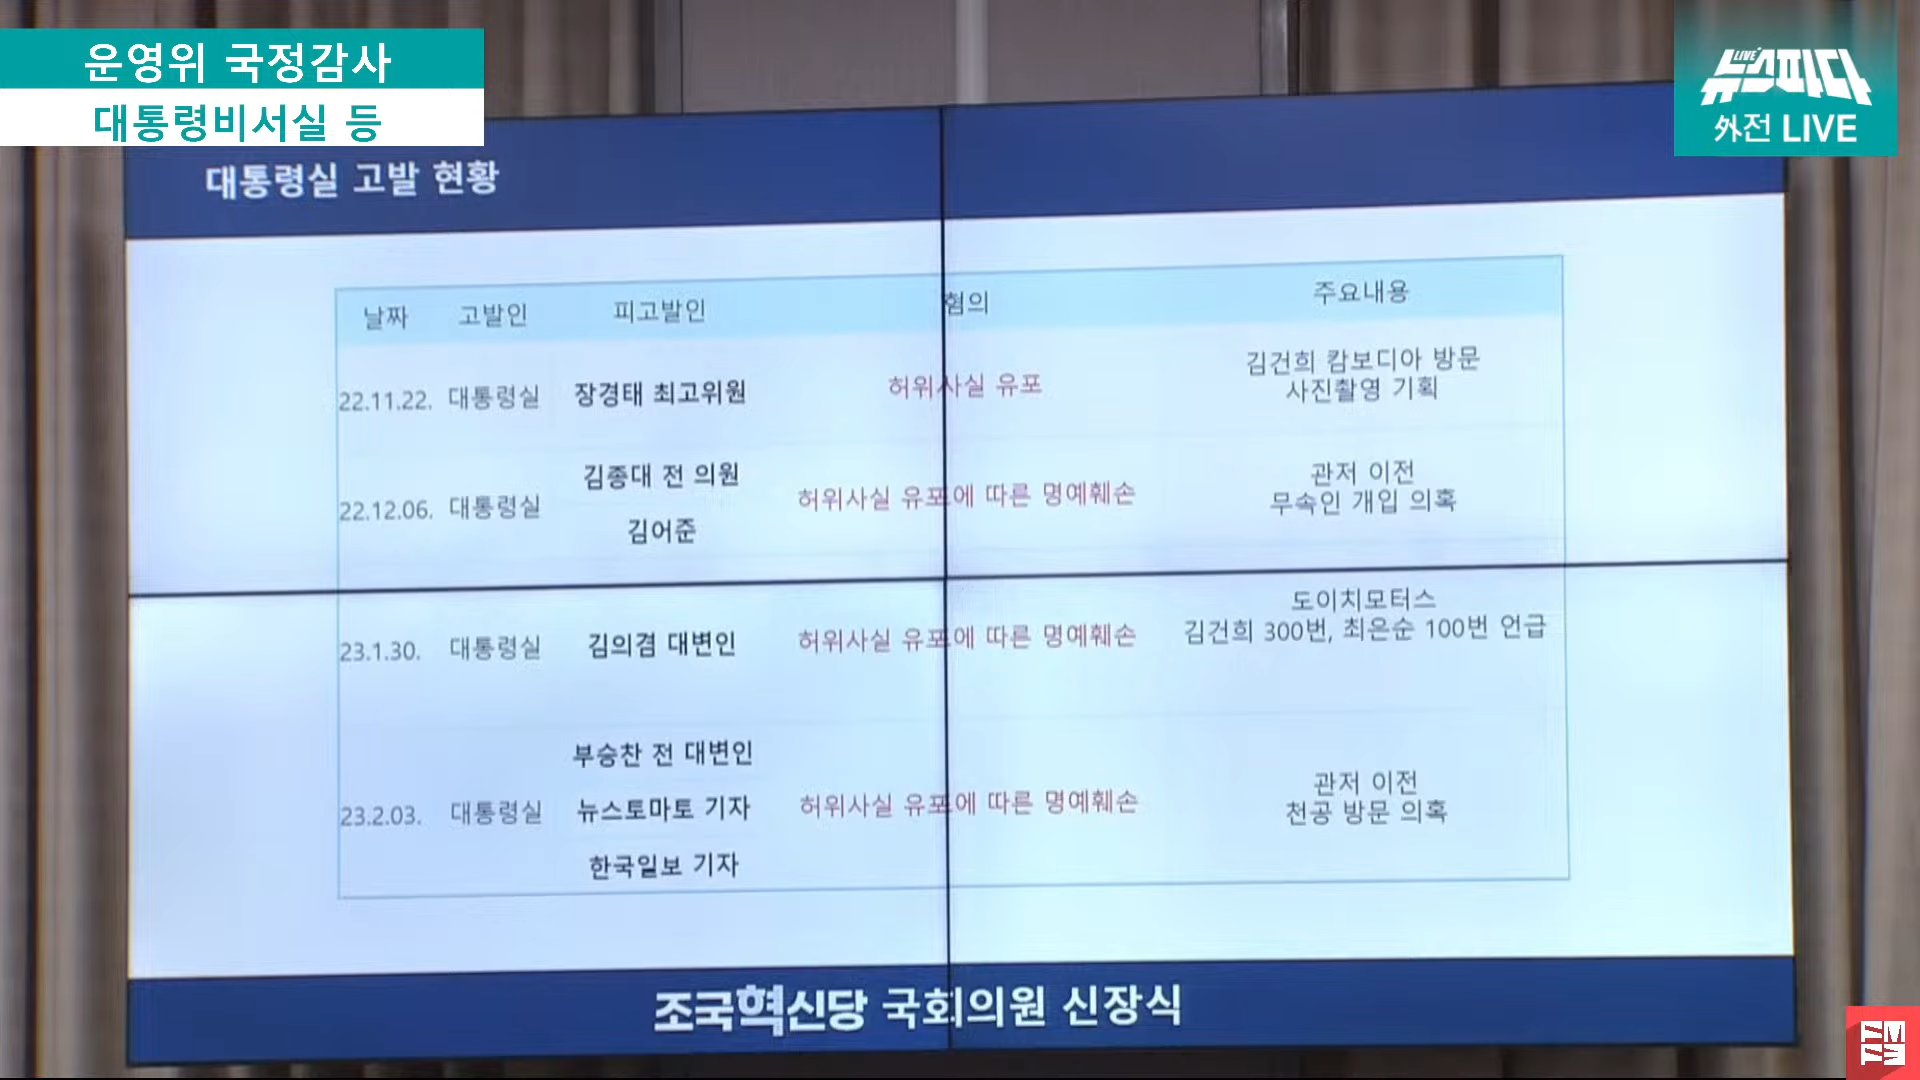 운영위 국정감사
대통령비서실 등
LIVE
뉴스피다
外전 LIVE
대통령실 고발 현황
날짜 고발인 피고발인 혐의 주요내용
22.11.22. 대통령실 장경태 최고위원 허위사실 유포 김건희 캄보디아 방문
사진촬영 기획
22.12.06. 대통령실 김종대 전 의원
김어준
허위사실 유포에 따른 명예훼손 관저 이전
무속인 개입 의혹
23.1.30. 대통령실 김의겸 대변인 허위사실 유포에 따른 명예훼손 도이치모터스
김건희 300번, 최은순 100번 언급
23.2.03. 대통령실 부승찬 전 대변인
뉴스토마토 기자
한국일보 기자
허위사실 유포에 따른 명예훼손 관저 이전
천공 방문 의혹
조국혁신당 국회의원 신장식